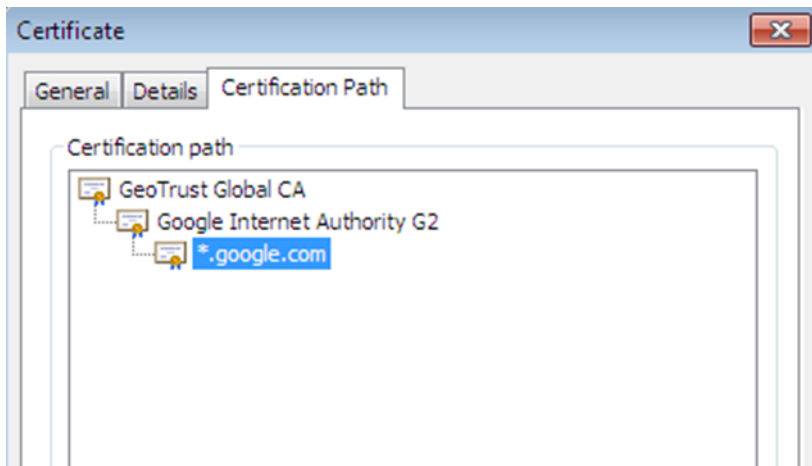 Certificate
General Details Certification Path
Certification path
GeoTrust Global CA
Google Internet Authority G2
*.google.com